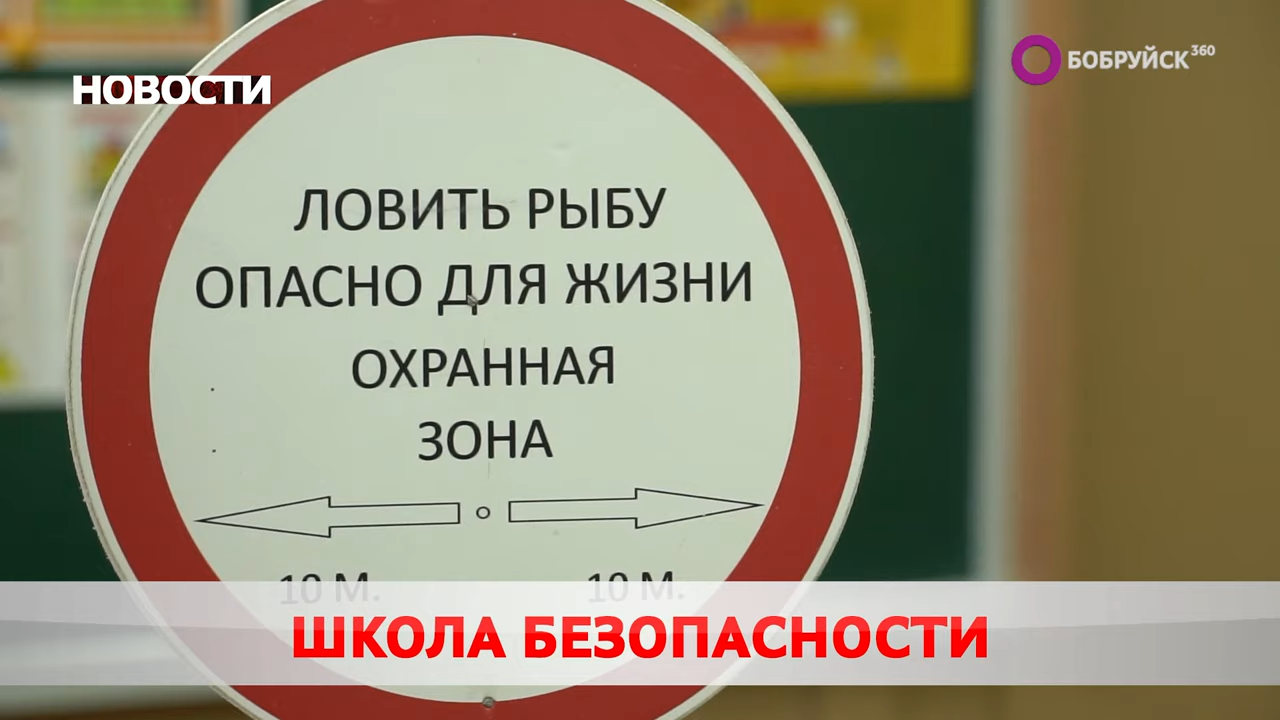 НОВОСТИ
БОБРУЙСК360
ЛОВИТЬ РЫБУ
ОПАСНО ДЛЯ ЖИЗНИ
ОХРАННАЯ
ЗОНА
10 М. 10 М.
ШКОЛА БЕЗОПАСНОСТИ